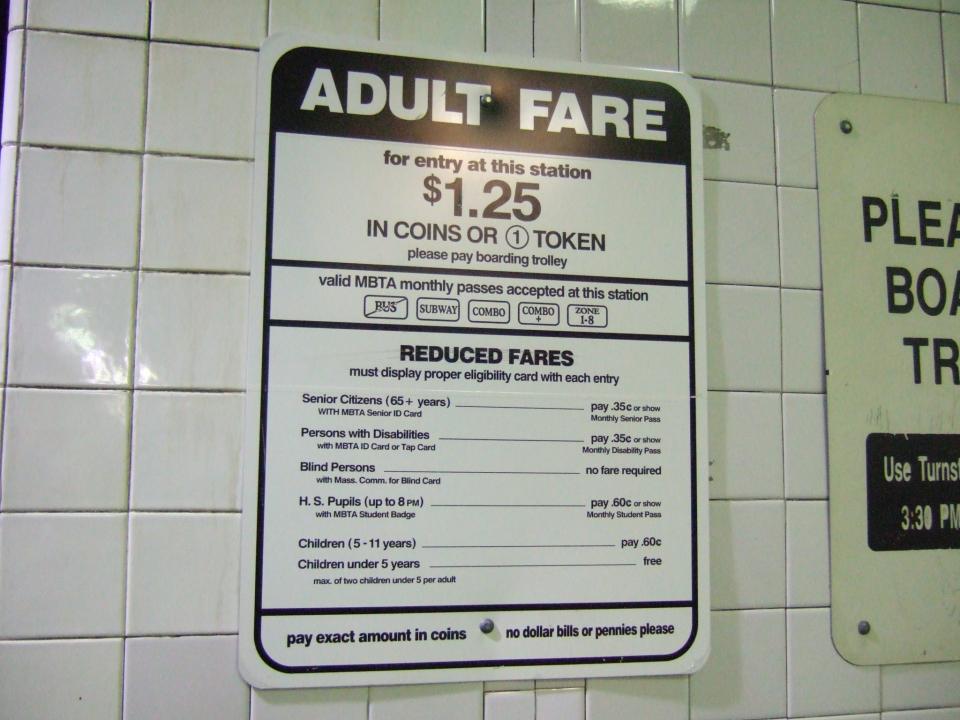 ADULT FARE
for entry at this station
$1.25
IN COINS OR 1 TOKEN
please pay boarding trolley
valid MBTA monthly passes accepted at this station
BUS SUBWAY COMBO COMBO + ZONE 1-8
REDUCED FARES
must display proper eligibility card with each entry
Senior Citizens (65+ years) pay .35¢ or show
WITH MBTA Senior ID Card Monthly Senior Pass
Persons with Disabilities pay .35¢ or show
with MBTA ID Card or Tap Card Monthly Disability Pass
Blind Persons no fare required
with Mass. Comm. for Blind Card
H. S. Pupils (up to 8 PM) pay .60¢ or show
with MBTA Student Badge Monthly Student Pass
Children (5 - 11 years) pay .60¢
Children under 5 years free
max. of two children under 5 per adult
pay exact amount in coins no dollar bills or pennies please
PLEA
BOA
TR
Use Turnst
3:30 PM